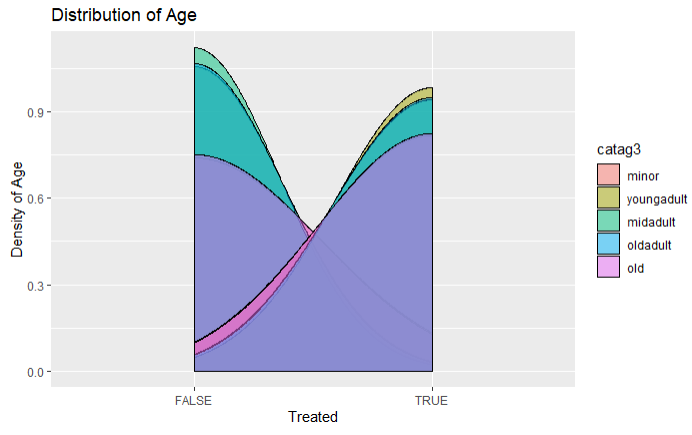 Distribution of Age
Density of Age
0.9
0.6
0.3
0.0
FALSE
TRUE
Treated
catag3
minor
youngadult
midadult
oldadult
old